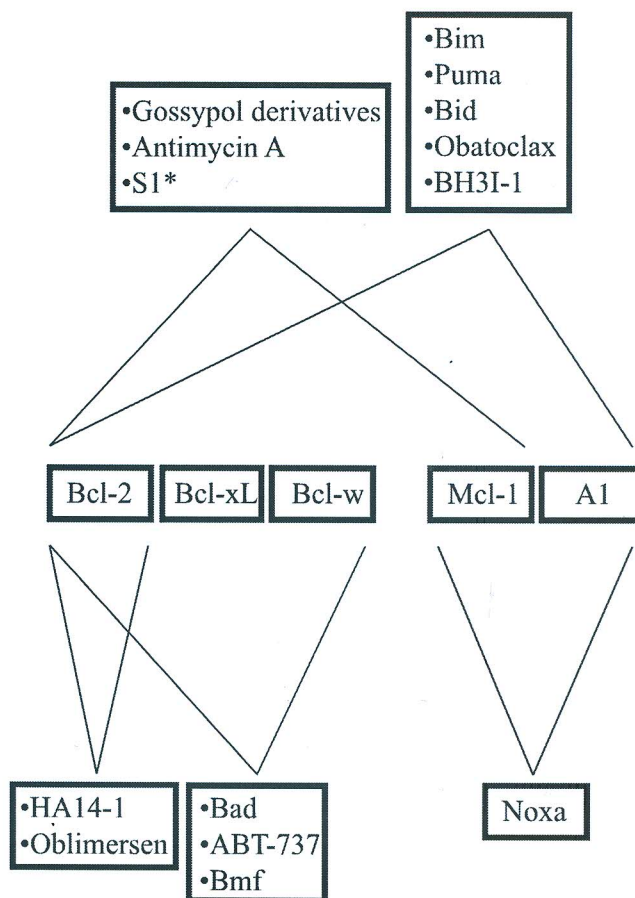 •Gossypol derivatives
•Antimycin A
•S1*
•Bim
•Puma
•Bid
•Obatoclax
•BH3I-1
Bcl-2
Bcl-xL
Bcl-w
Mcl-1
A1
•HA14-1
•Oblimersen
•Bad
•ABT-737
•Bmf
Noxa